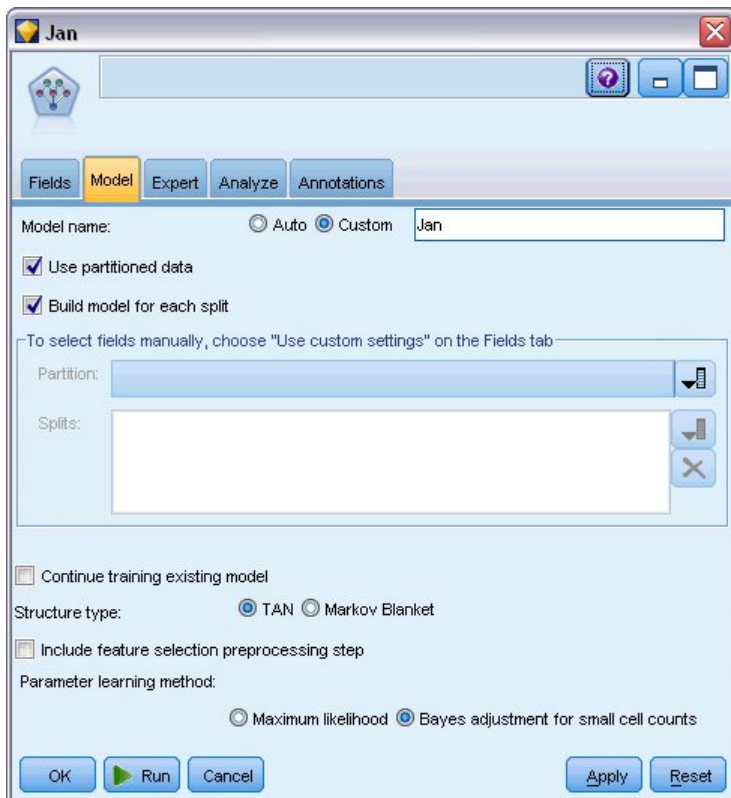 Jan
Fields Model Expert Analyze Annotations
Model name: Auto Custom Jan
Use partitioned data
Build model for each split
To select fields manually, choose "Use custom settings" on the Fields tab
Partition:
Splits:
Continue training existing model
Structure type: TAN Markov Blanket
Include feature selection preprocessing step
Parameter learning method:
Maximum likelihood Bayes adjustment for small cell counts
OK Run Cancel Apply Reset